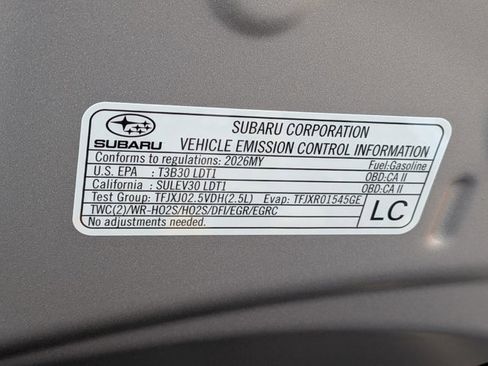 SUBARU
SUBARU CORPORATION
VEHICLE EMISSION CONTROL INFORMATION
Conforms to regulations: 2026MY Fuel:Gasoline
U.S. EPA : T3B30 LDT1 OBD:CA II
California : SULEV30 LDT1 OBD:CA II
Test Group: TFJXJ02.5VDH(2.5L) Evap: TFJXR01545GE
TWC(2)/WR-HO2S/HO2S/DFI/EGR/EGRC
No adjustments needed.
LC